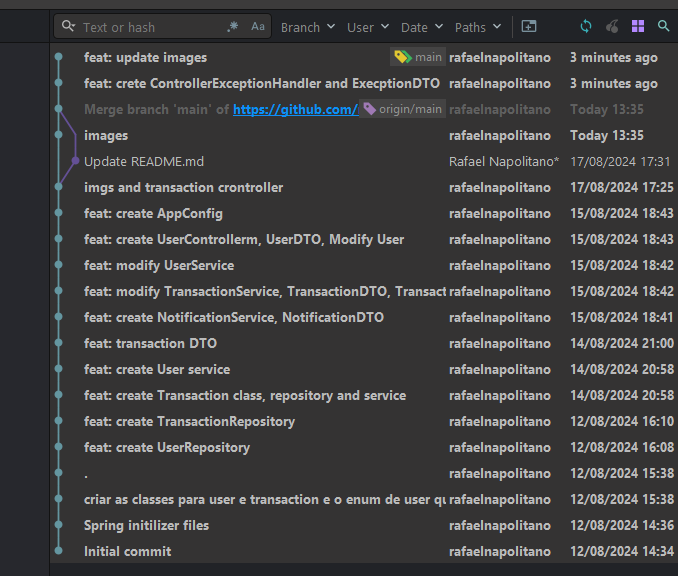 Text or hash .* Aa Branch User Date Paths
feat: update images main rafaelnapolitano 3 minutes ago
feat: crete ControllerExceptionHandler and ExecptionDTO rafaelnapolitano 3 minutes ago
Merge branch 'main' of https://github.com/ origin/main rafaelnapolitano Today 13:35
images rafaelnapolitano Today 13:35
Update README.md Rafael Napolitano* 17/08/2024 17:31
imgs and transaction crontroller rafaelnapolitano 17/08/2024 17:25
feat: create AppConfig rafaelnapolitano 15/08/2024 18:43
feat: create UserControllerm, UserDTO, Modify User rafaelnapolitano 15/08/2024 18:43
feat: modify UserService rafaelnapolitano 15/08/2024 18:42
feat: modify TransactionService, TransactionDTO, Transact rafaelnapolitano 15/08/2024 18:42
feat: create NotificationService, NotificationDTO rafaelnapolitano 15/08/2024 18:41
feat: transaction DTO rafaelnapolitano 14/08/2024 21:00
feat: create User service rafaelnapolitano 14/08/2024 20:58
feat: create Transaction class, repository and service rafaelnapolitano 14/08/2024 20:58
feat: create TransactionRepository rafaelnapolitano 12/08/2024 16:10
feat: create UserRepository rafaelnapolitano 12/08/2024 16:08
. rafaelnapolitano 12/08/2024 15:38
criar as classes para user e transaction e o enum de user qu rafaelnapolitano 12/08/2024 15:38
Spring initilizer files rafaelnapolitano 12/08/2024 14:36
Initial commit rafaelnapolitano 12/08/2024 14:34